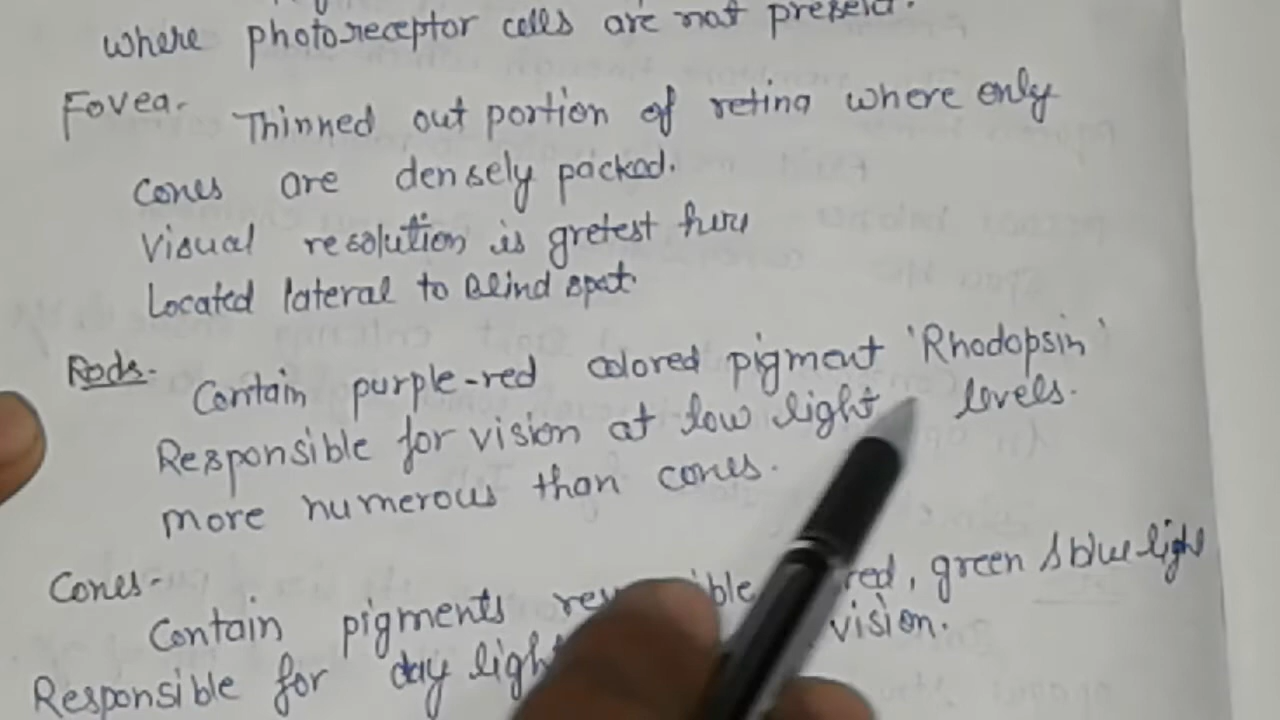 where photoreceptor cells are not present.
Fovea- Thinned out portion of retina where only
cones are densely packed.
Visual resolution is gretest here
Located lateral to Blind spot
Rods- Contain purple-red colored pigment 'Rhodopsin'
Responsible for vision at low light levels.
more numerous than cones.
Cones-
Contain pigments red, green & blue light
Responsible for day light vision.